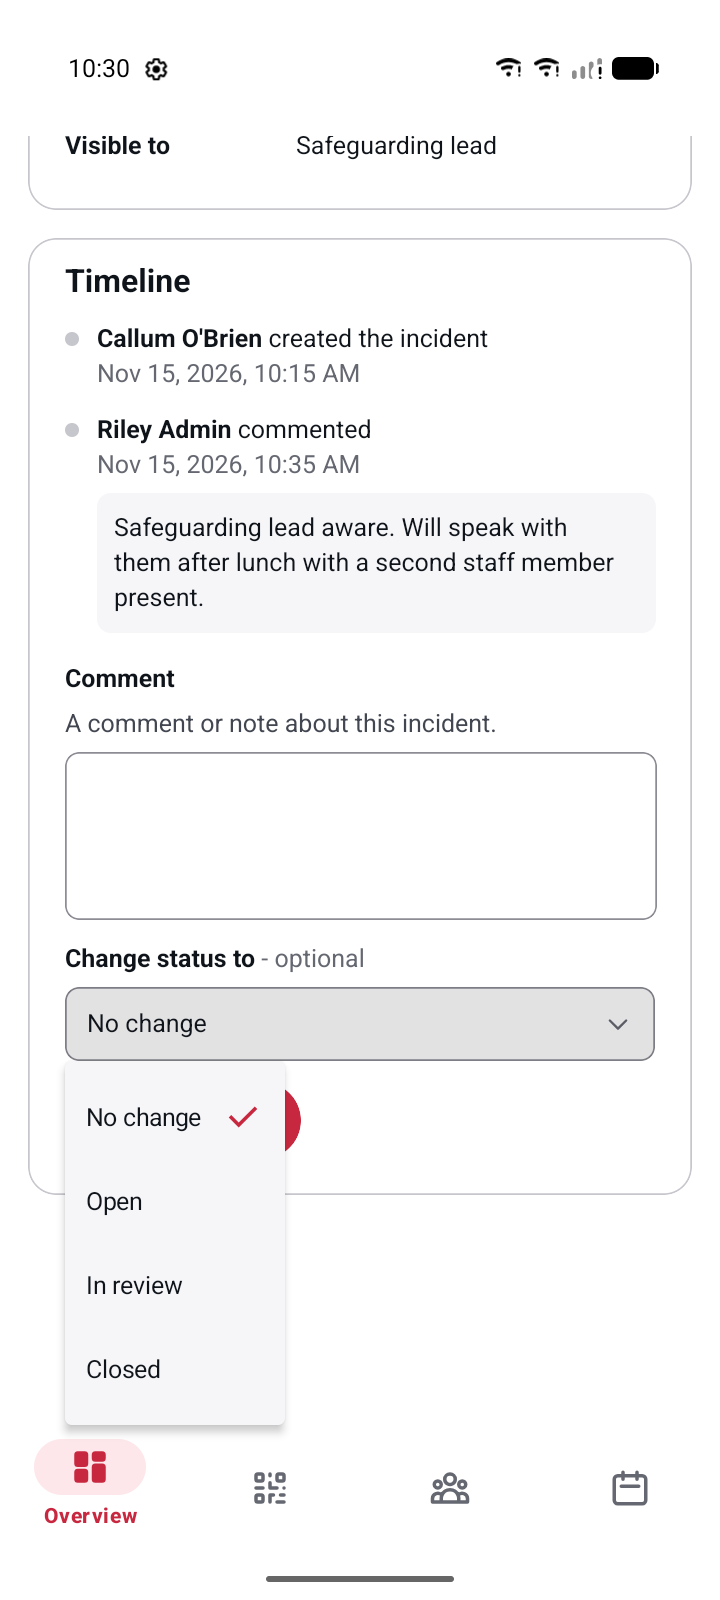 10:30
Visible to Safeguarding lead
Timeline
Callum O'Brien created the incident
Nov 15, 2026, 10:15 AM
Riley Admin commented
Nov 15, 2026, 10:35 AM
Safeguarding lead aware. Will speak with
them after lunch with a second staff member
present.
Comment
A comment or note about this incident.
Change status to - optional
No change
No change
Open
In review
Closed
Overview